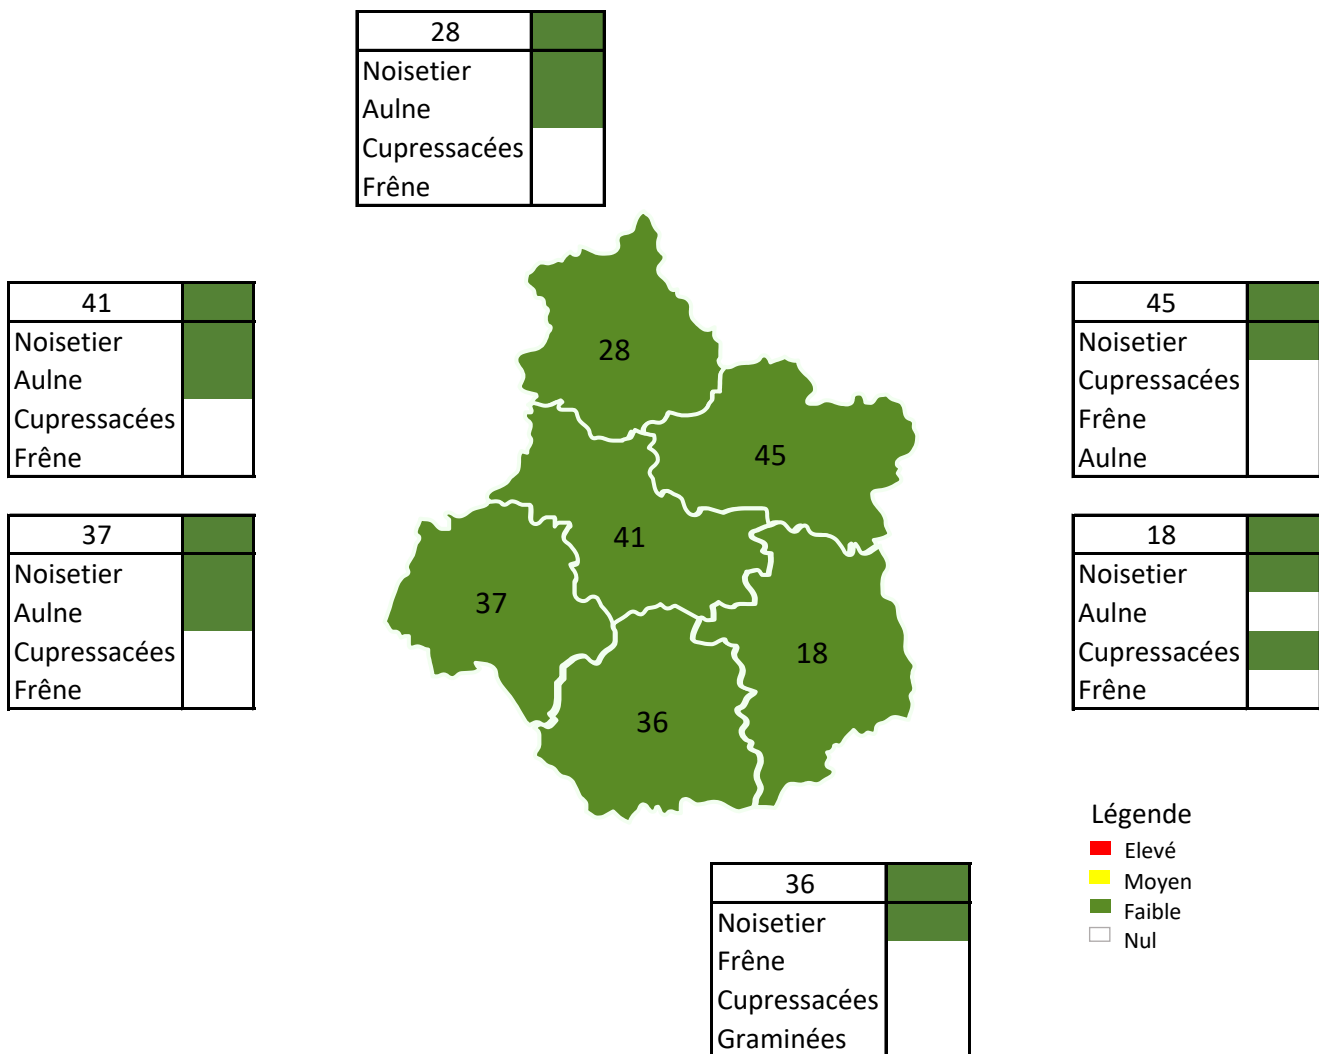 28
Noisetier
Aulne
Cupressacées
Frêne
41
Noisetier
Aulne
Cupressacées
Frêne
45
Noisetier
Cupressacées
Frêne
Aulne
28
45
41
37
18
36
37
Noisetier
Aulne
Cupressacées
Frêne
18
Noisetier
Aulne
Cupressacées
Frêne
Légende
Elevé
Moyen
Faible
Nul
36
Noisetier
Frêne
Cupressacées
Graminées